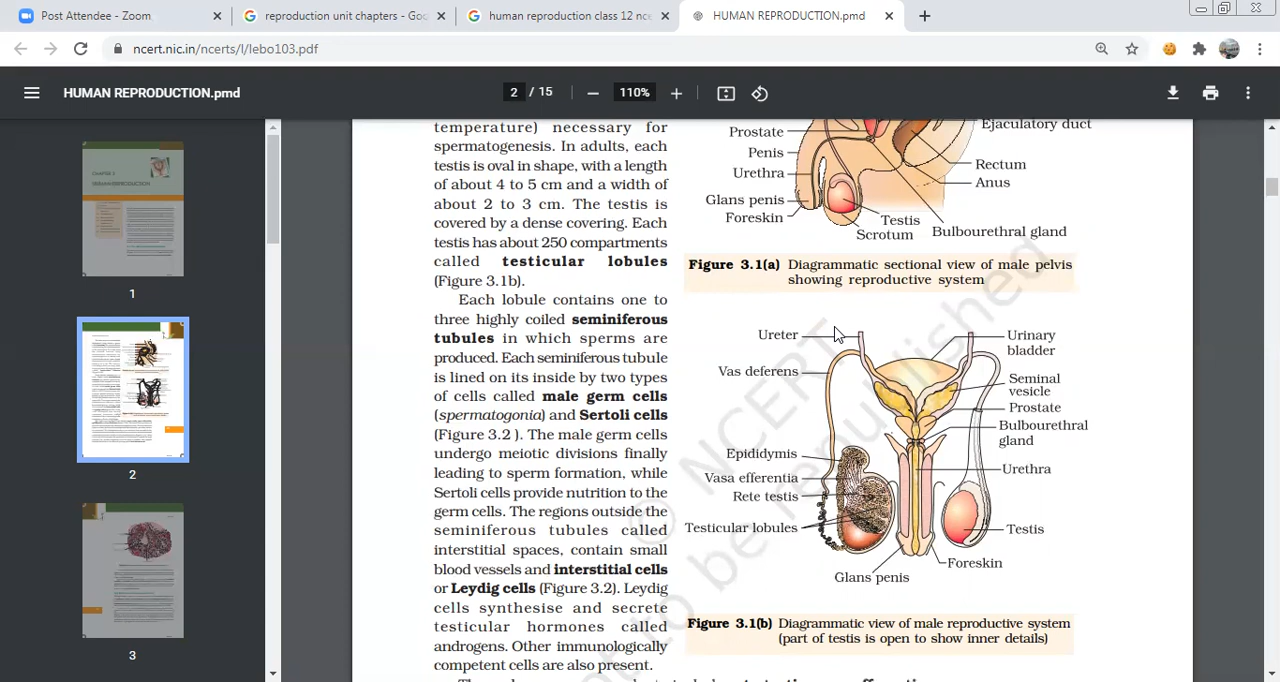 Post Attendee - Zoom
reproduction unit chapters - Goo
human reproduction class 12 nce
HUMAN REPRODUCTION.pmd
ncert.nic.in/ncerts/l/lebo103.pdf
HUMAN REPRODUCTION.pmd
2 / 15
110%
1
2
3
temperature) necessary for
spermatogenesis. In adults, each
testis is oval in shape, with a length
of about 4 to 5 cm and a width of
about 2 to 3 cm. The testis is
covered by a dense covering. Each
testis has about 250 compartments
called testicular lobules
(Figure 3.1b).
Each lobule contains one to
three highly coiled seminiferous
tubules in which sperms are
produced. Each seminiferous tubule
is lined on its inside by two types
of cells called male germ cells
(spermatogonia) and Sertoli cells
(Figure 3.2 ). The male germ cells
undergo meiotic divisions finally
leading to sperm formation, while
Sertoli cells provide nutrition to the
germ cells. The regions outside the
seminiferous tubules called
interstitial spaces, contain small
blood vessels and interstitial cells
or Leydig cells (Figure 3.2). Leydig
cells synthesise and secrete
testicular hormones called
androgens. Other immunologically
competent cells are also present.
Prostate
Penis
Urethra
Glans penis
Foreskin
Ejaculatory duct
Rectum
Anus
Testis
Scrotum
Bulbourethral gland
Figure 3.1(a) Diagrammatic sectional view of male pelvis
showing reproductive system
Ureter
Vas deferens
Epididymis
Vasa efferentia
Rete testis
Testicular lobules
Glans penis
Urinary
bladder
Seminal
vesicle
Prostate
Bulbourethral
gland
Urethra
Testis
Foreskin
Figure 3.1(b) Diagrammatic view of male reproductive system
(part of testis is open to show inner details)
© NCERT
not to be republished